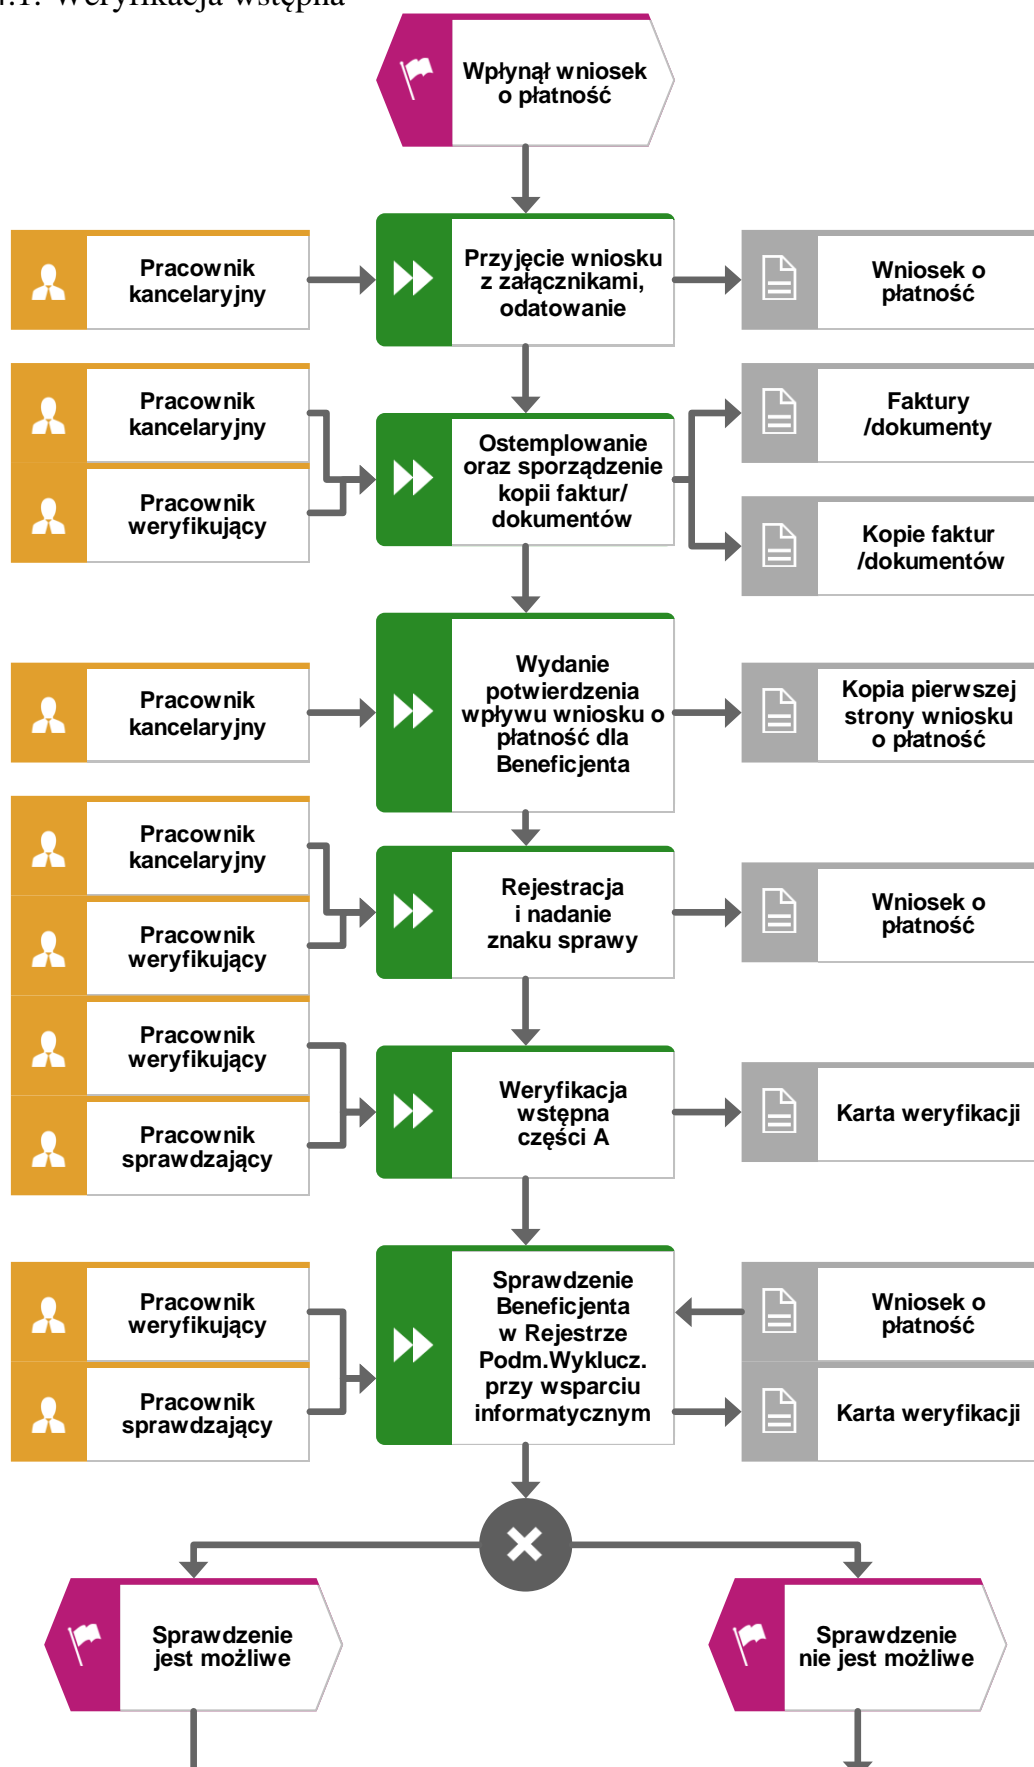 4.1. Weryfikacja wstępna
Wpłynął wniosek
o płatność
Pracownik
kancelaryjny
Przyjęcie wniosku
z załącznikami,
odatowanie
Wniosek o
płatność
Pracownik
kancelaryjny
Pracownik
weryfikujący
Ostemplowanie
oraz sporządzenie
kopii faktur/
dokumentów
Faktury
/dokumenty
Kopie faktur
/dokumentów
Pracownik
kancelaryjny
Wydanie
potwierdzenia
wpływu wniosku o
płatność dla
Beneficjenta
Kopia pierwszej
strony wniosku
o płatność
Pracownik
kancelaryjny
Pracownik
weryfikujący
Rejestracja
i nadanie
znaku sprawy
Wniosek o
płatność
Pracownik
weryfikujący
Pracownik
sprawdzający
Weryfikacja
wstępna
części A
Karta weryfikacji
Pracownik
weryfikujący
Pracownik
sprawdzający
Sprawdzenie
Beneficjenta
w Rejestrze
Podm.Wyklucz.
przy wsparciu
informatycznym
Wniosek o
płatność
Karta weryfikacji
Sprawdzenie
jest możliwe
Sprawdzenie
nie jest możliwe